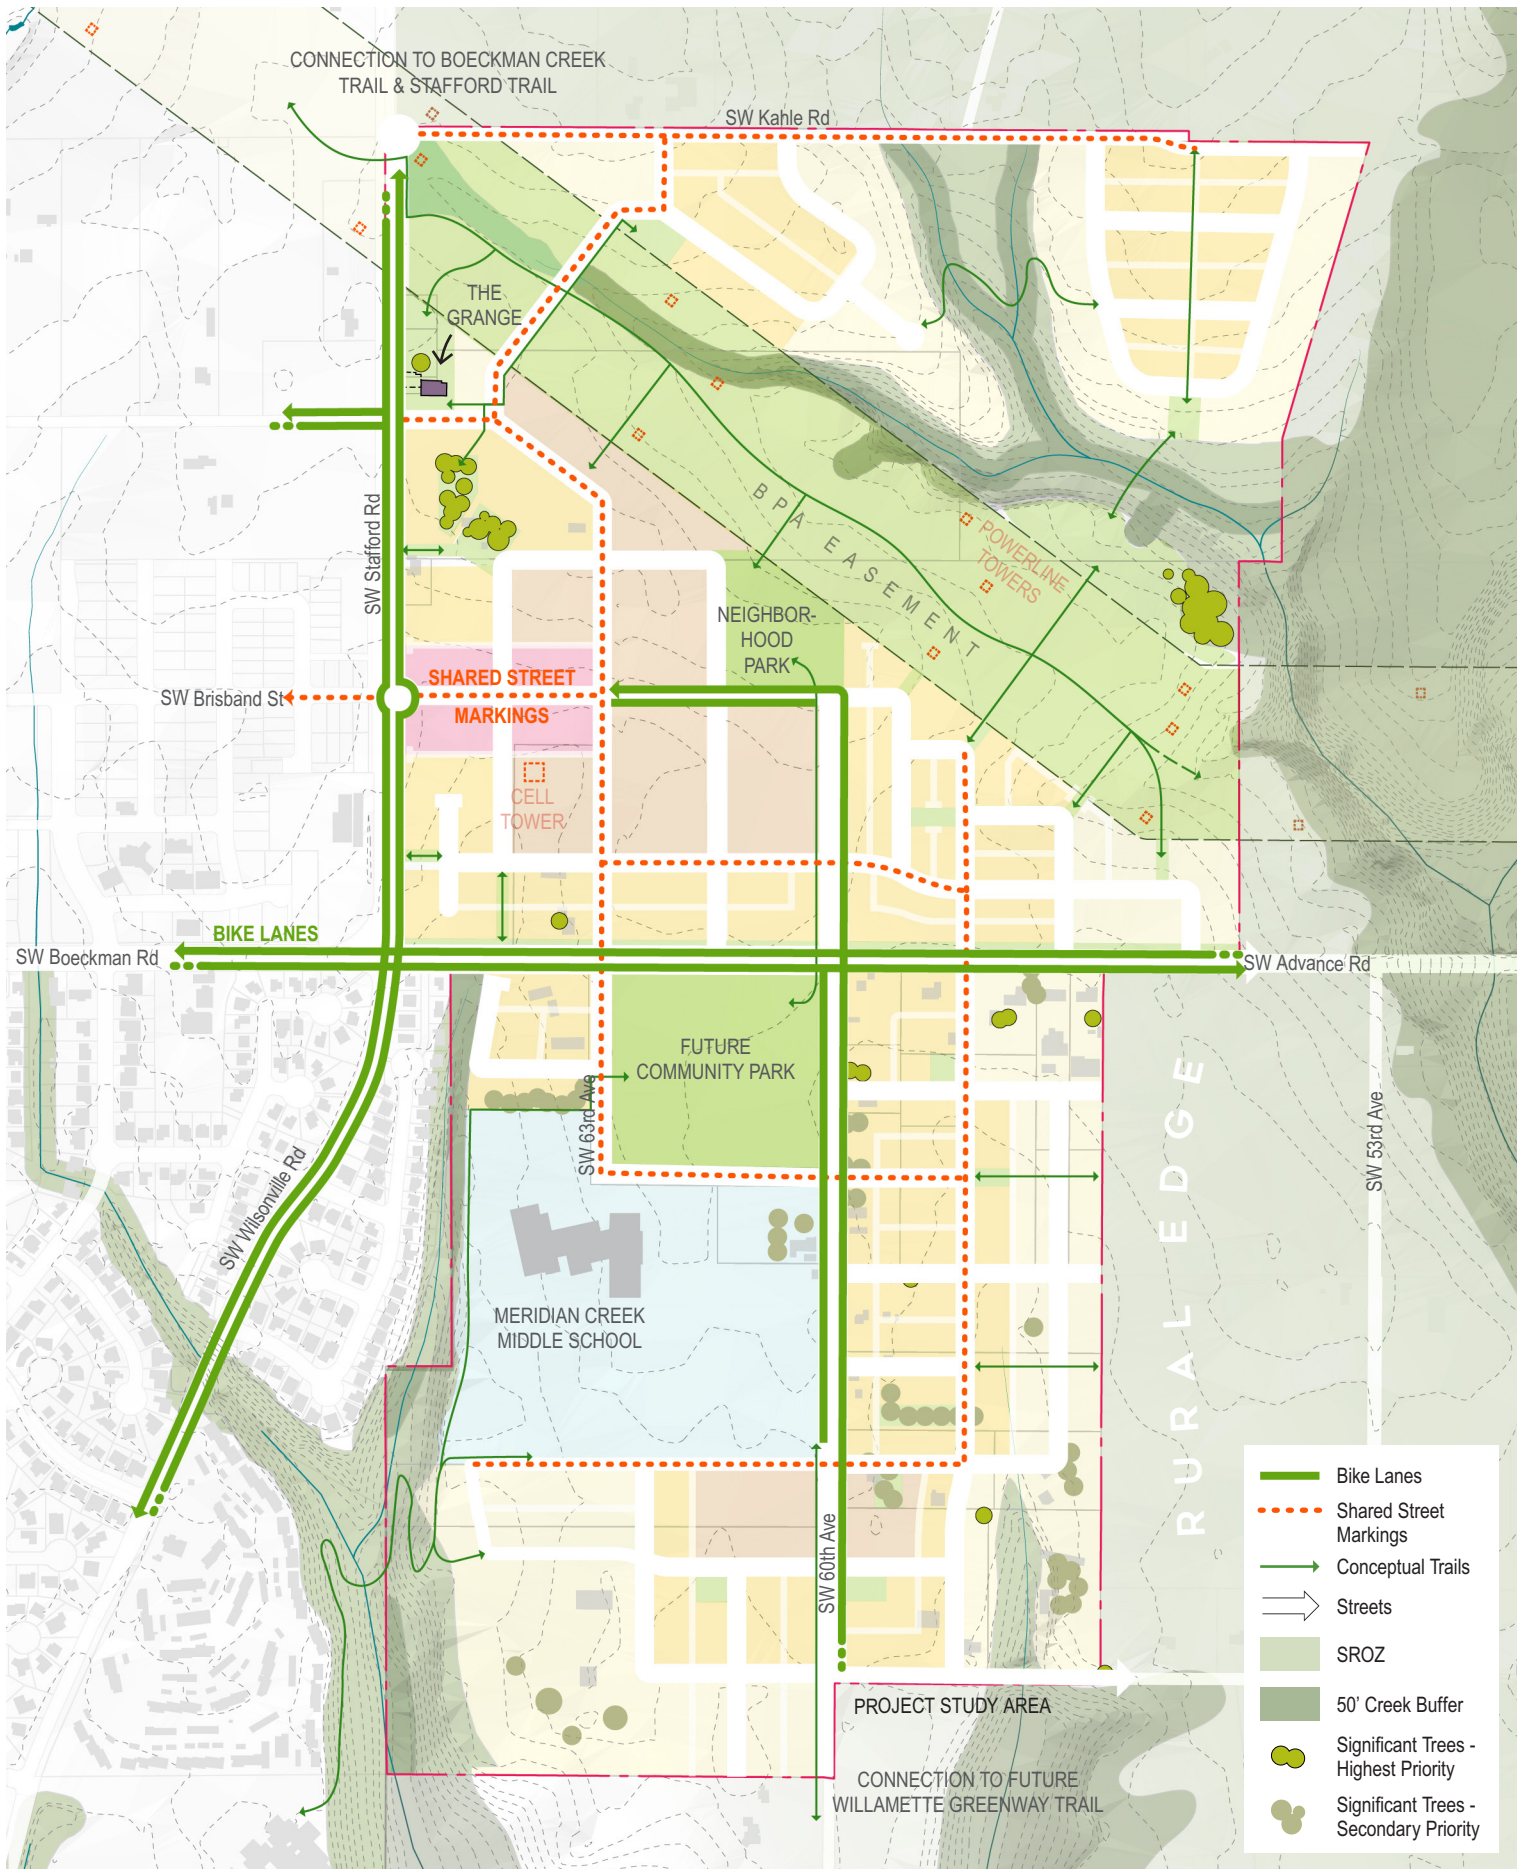 CONNECTION TO BOECKMAN CREEK
TRAIL & STAFFORD TRAIL
SW Kahle Rd
THE
GRANGE
SW Stafford Rd
BPA EASEMENT
POWERLINE
TOWERS
NEIGHBOR-
HOOD
PARK
SW Brisband St
SHARED STREET
MARKINGS
CELL
TOWER
BIKE LANES
SW Boeckman Rd
SW Advance Rd
FUTURE
COMMUNITY PARK
SW 63rd Ave
SW 53rd Ave
RURAL EDGE
SW Wilsonville Rd
MERIDIAN CREEK
MIDDLE SCHOOL
SW 60th Ave
PROJECT STUDY AREA
CONNECTION TO FUTURE
WILLAMETTE GREENWAY TRAIL
Bike Lanes
Shared Street
Markings
Conceptual Trails
Streets
SROZ
50' Creek Buffer
Significant Trees -
Highest Priority
Significant Trees -
Secondary Priority